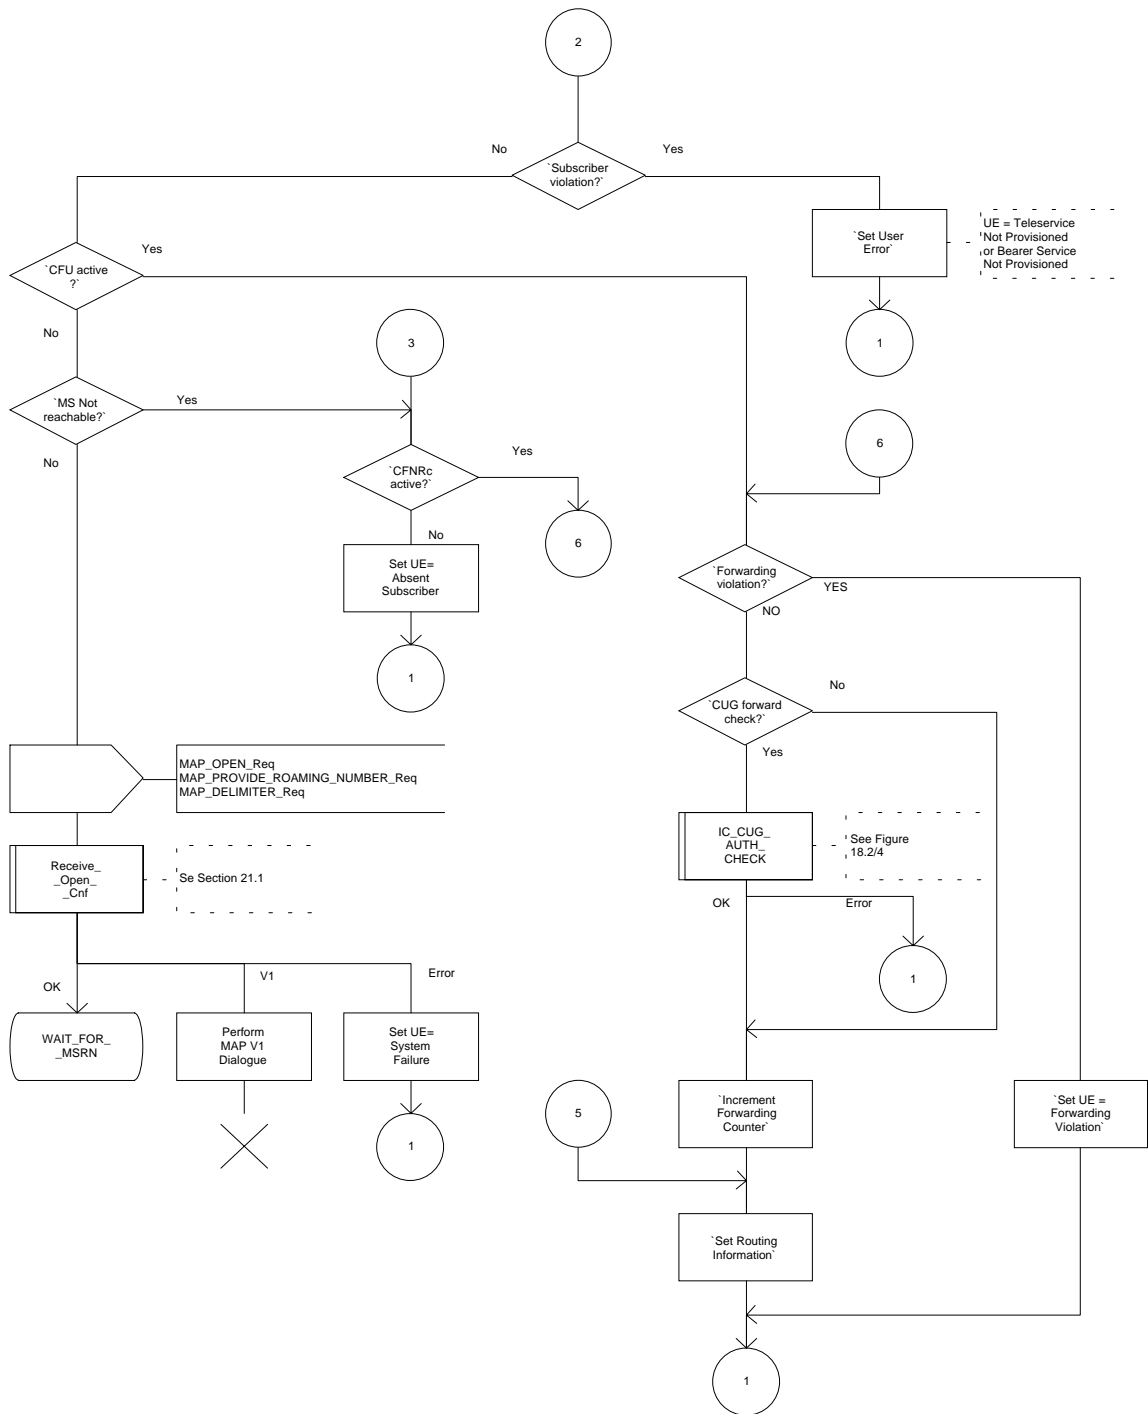 2
No
Yes
`Subscriber
violation?`
`Set User
Error`
UE = Teleservice
Not Provisioned
or Bearer Service
Not Provisioned
Yes
`CFU active
?`
No
3
1
`MS Not
reachable?`
Yes
No
6
`CFNRc
active?`
Yes
No
6
Set UE=
Absent
Subscriber
`Forwarding
violation?`
YES
NO
1
`CUG forward
check?`
No
Yes
MAP_OPEN_Req
MAP_PROVIDE_ROAMING_NUMBER_Req
MAP_DELIMITER_Req
IC_CUG_
AUTH_
CHECK
See Figure
18.2/4
Receive_
_Open_
_Cnf
Se Section 21.1
OK
Error
1
OK
V1
Error
WAIT_FOR_
_MSRN
Perform
MAP V1
Dialogue
Set UE=
System
Failure
1
5
`Increment
Forwarding
Counter`
`Set UE =
Forwarding
Violation`
`Set Routing
Information`
1